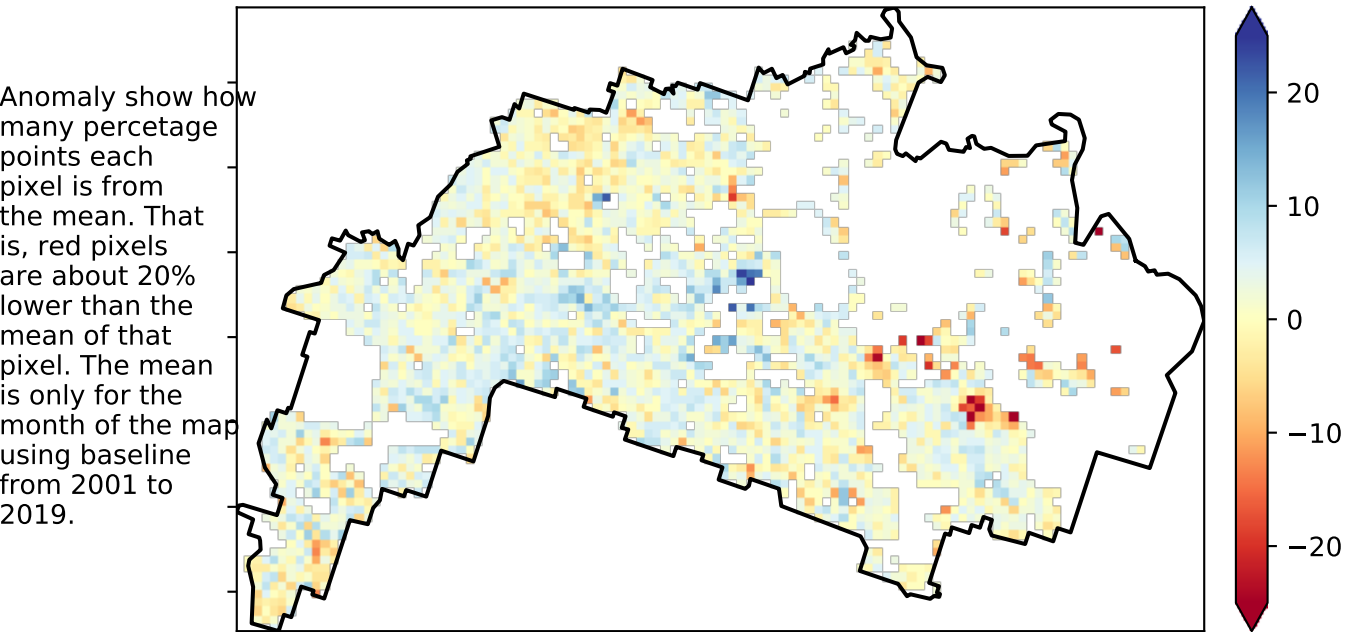 Anomaly show how
many percetage
points each
pixel is from
the mean. That
is, red pixels
are about 20%
lower than the
mean of that
pixel. The mean
is only for the
month of the map
using baseline
from 2001 to
2019.
20
10
0
−10
−20